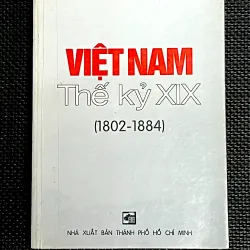 VIỆT NAM
Thế kỷ XIX
(1802-1884)
NHÀ XUẤT BẢN THÀNH PHỐ HỒ CHÍ MINH